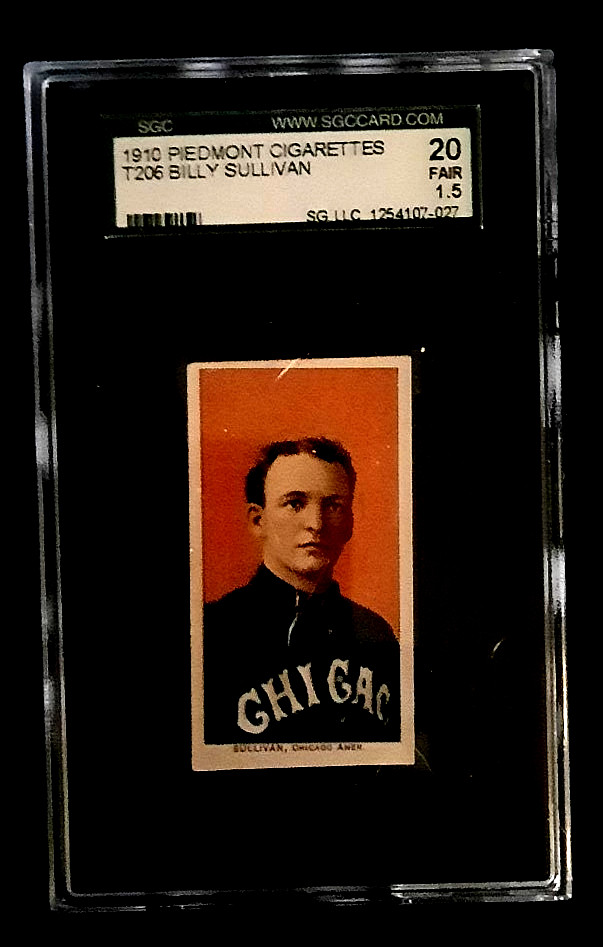 SGC WWW.SGCCARD.COM
1910 PIEDMONT CIGARETTES 20
T206 BILLY SULLIVAN FAIR
1.5
SG LLC 1254107-027
CHICAG
SULLIVAN, CHICAGO AMER.